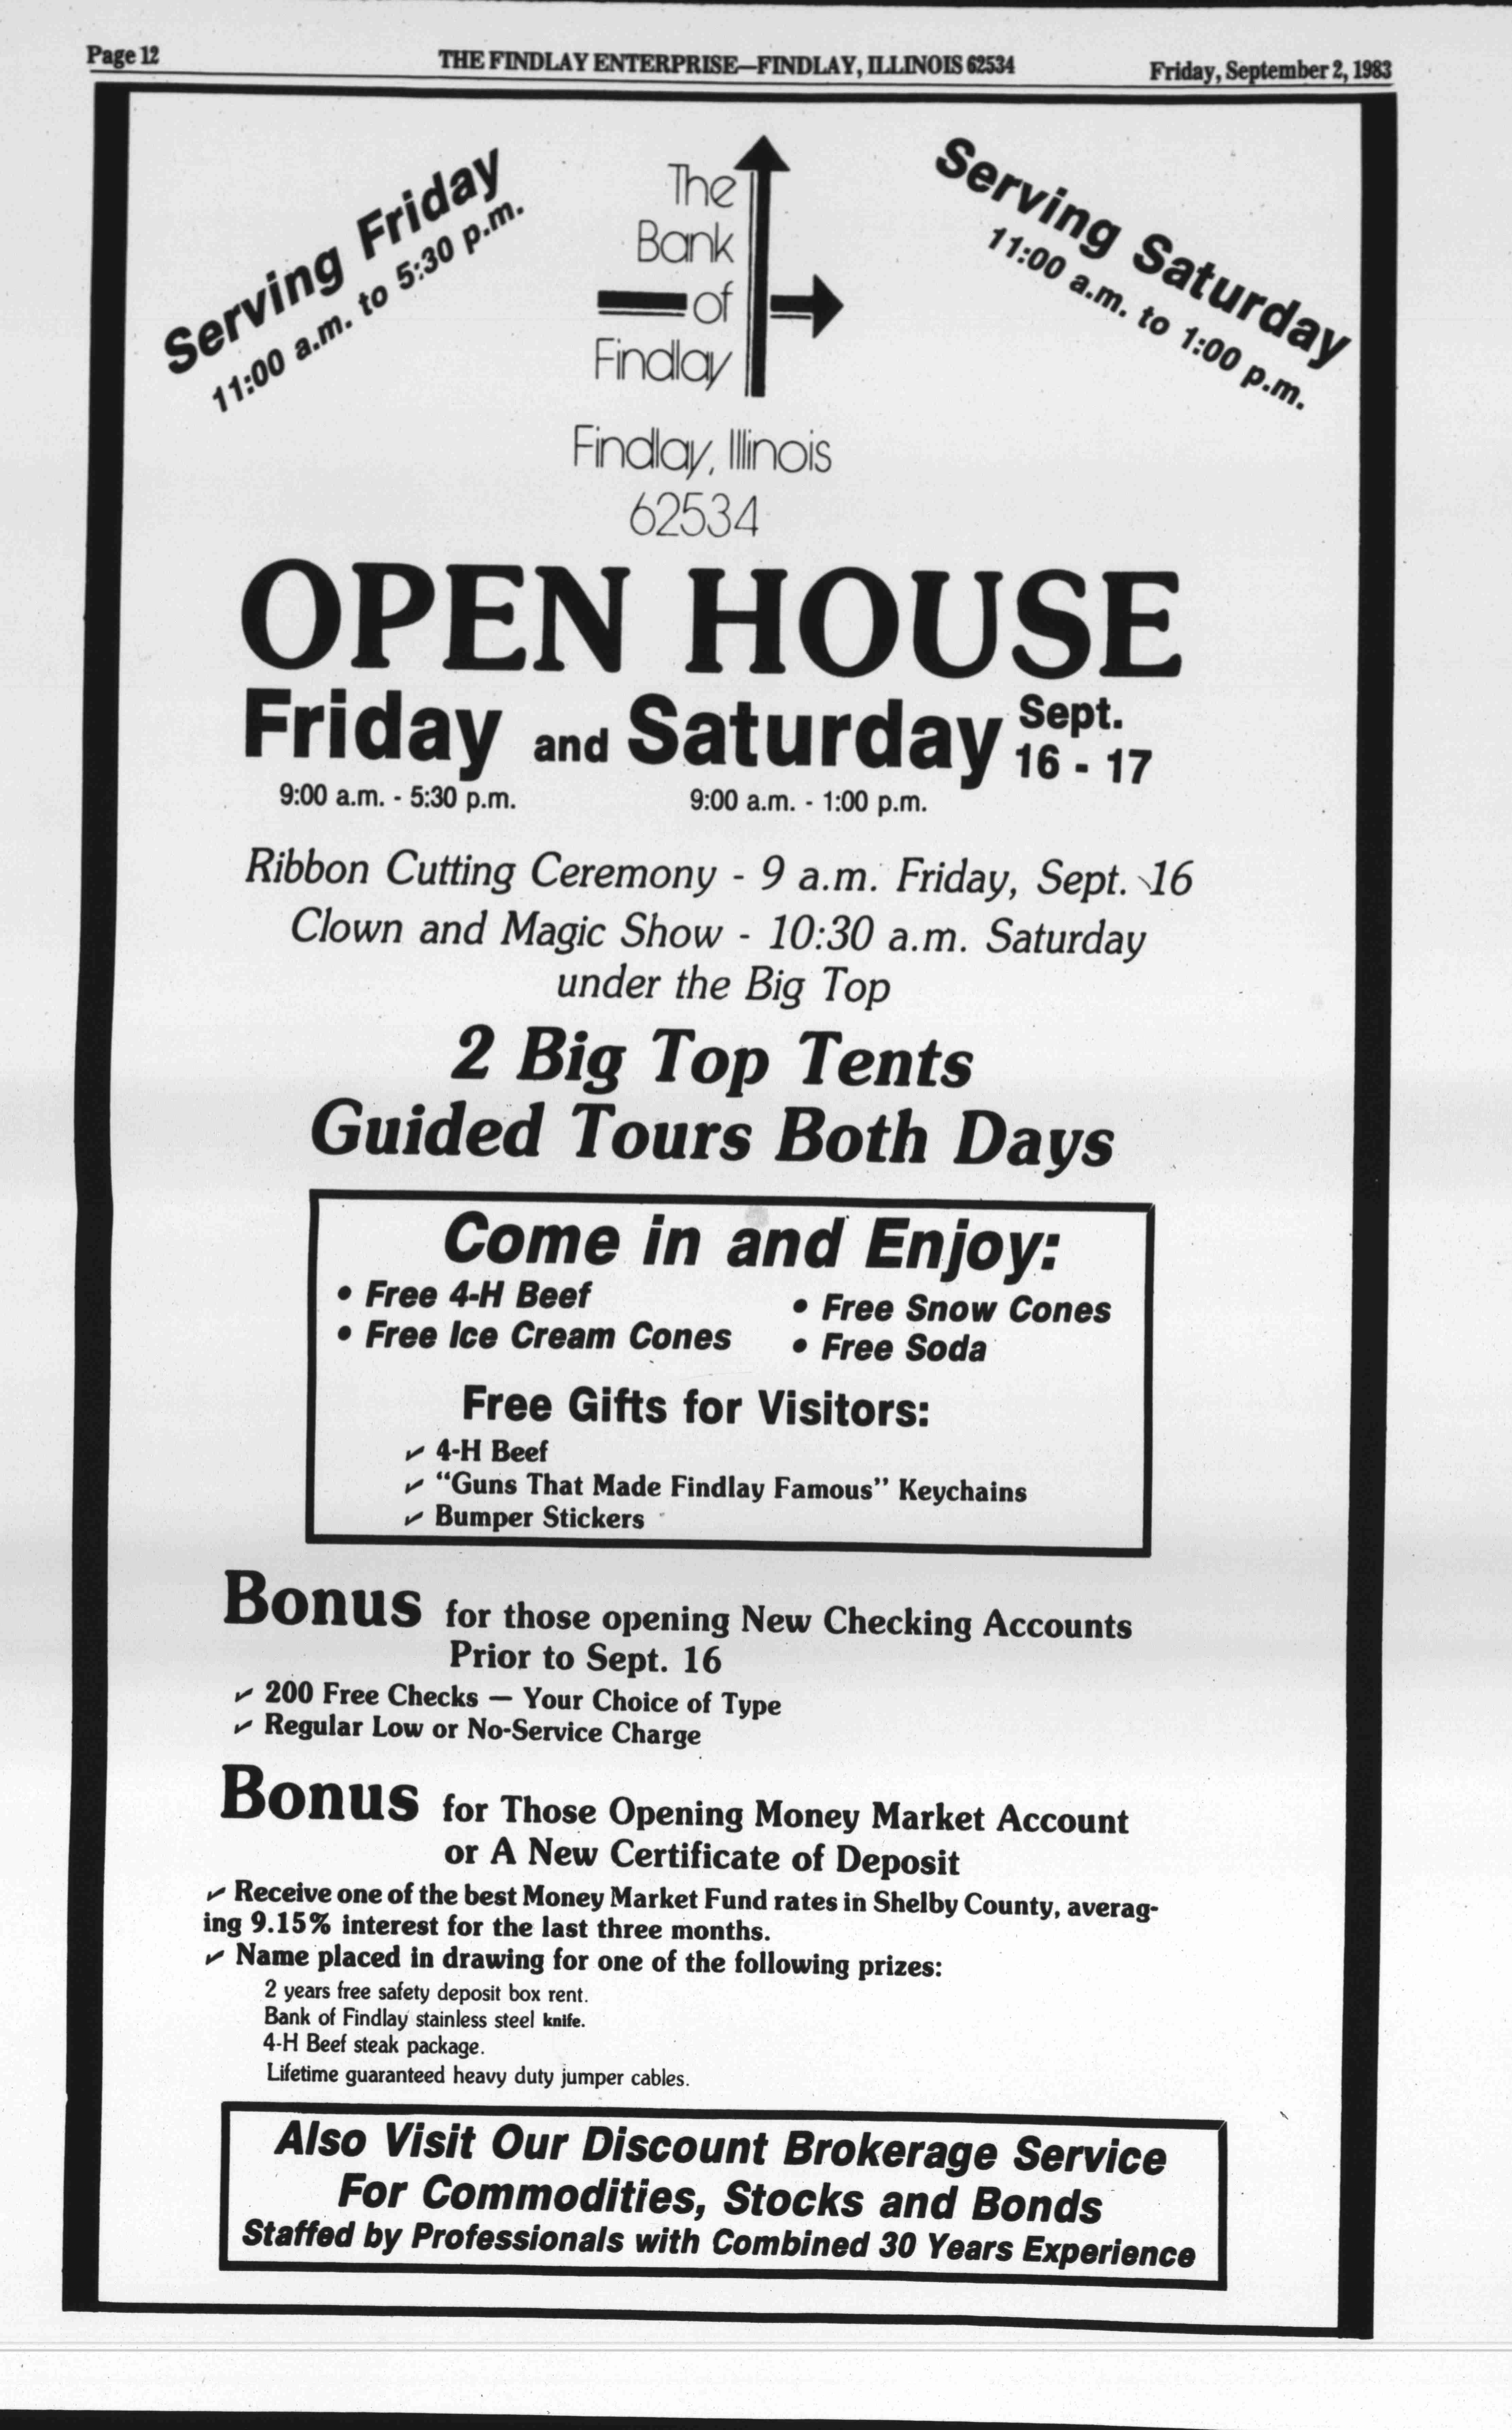 Page 12
THE FINDLAY ENTERPRISE—FINDLAY, ILLINOIS 62534
Friday, September 2, 1983
Serving Friday
11:00 a.m. to 5:30 p.m.
The
Bank
of
Findlay
Findlay, Illinois
62534
Serving Saturday
11:00 a.m. to 1:00 p.m.
OPEN HOUSE
Friday and Saturday Sept. 16 - 17
9:00 a.m. - 5:30 p.m. 9:00 a.m. - 1:00 p.m.
Ribbon Cutting Ceremony - 9 a.m. Friday, Sept. 16
Clown and Magic Show - 10:30 a.m. Saturday
under the Big Top
2 Big Top Tents
Guided Tours Both Days
Come in and Enjoy:
• Free 4-H Beef
• Free Ice Cream Cones
• Free Snow Cones
• Free Soda
Free Gifts for Visitors:
✓ 4-H Beef
✓ “Guns That Made Findlay Famous” Keychains
✓ Bumper Stickers
Bonus for those opening New Checking Accounts
Prior to Sept. 16
✓ 200 Free Checks — Your Choice of Type
✓ Regular Low or No-Service Charge
Bonus for Those Opening Money Market Account
or A New Certificate of Deposit
✓ Receive one of the best Money Market Fund rates in Shelby County, averag-
ing 9.15% interest for the last three months.
✓ Name placed in drawing for one of the following prizes:
2 years free safety deposit box rent.
Bank of Findlay stainless steel knife.
4-H Beef steak package.
Lifetime guaranteed heavy duty jumper cables.
Also Visit Our Discount Brokerage Service
For Commodities, Stocks and Bonds
Staffed by Professionals with Combined 30 Years Experience